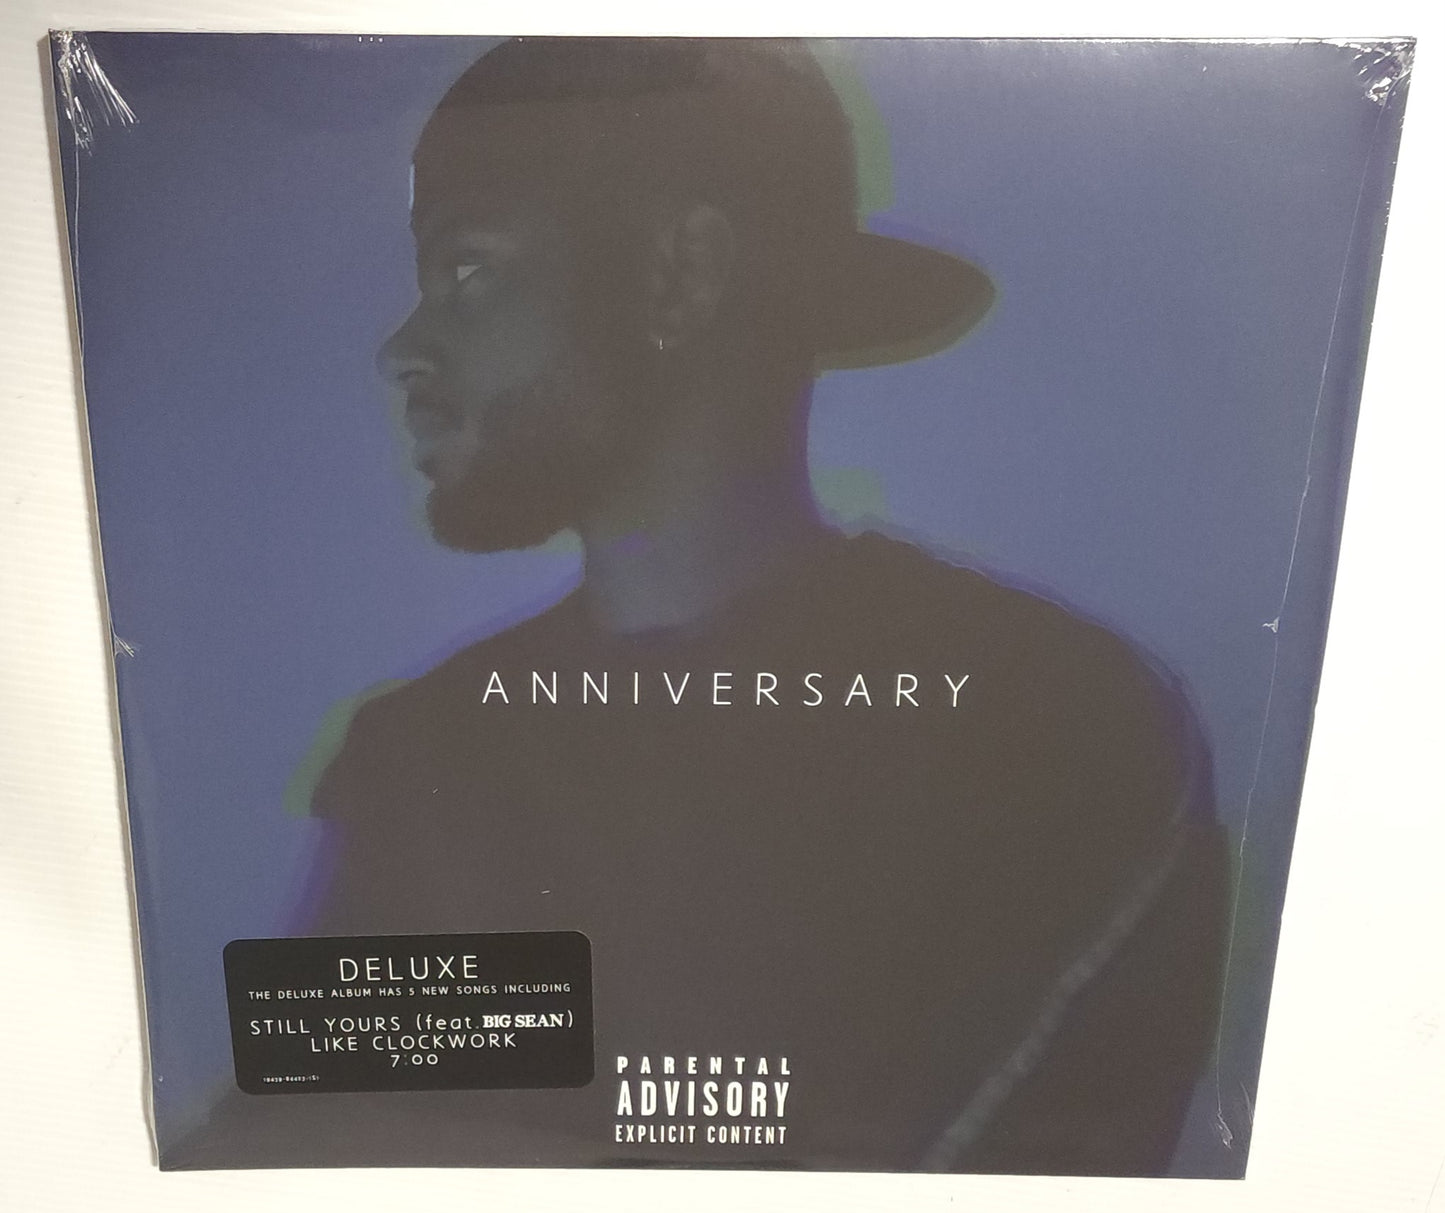 ANNIVERSARY
DELUXE
THE DELUXE ALBUM HAS 5 NEW SONGS INCLUDING
STILL YOURS (feat. BIG SEAN)
LIKE CLOCKWORK
7:00
PARENTAL
ADVISORY
EXPLICIT CONTENT